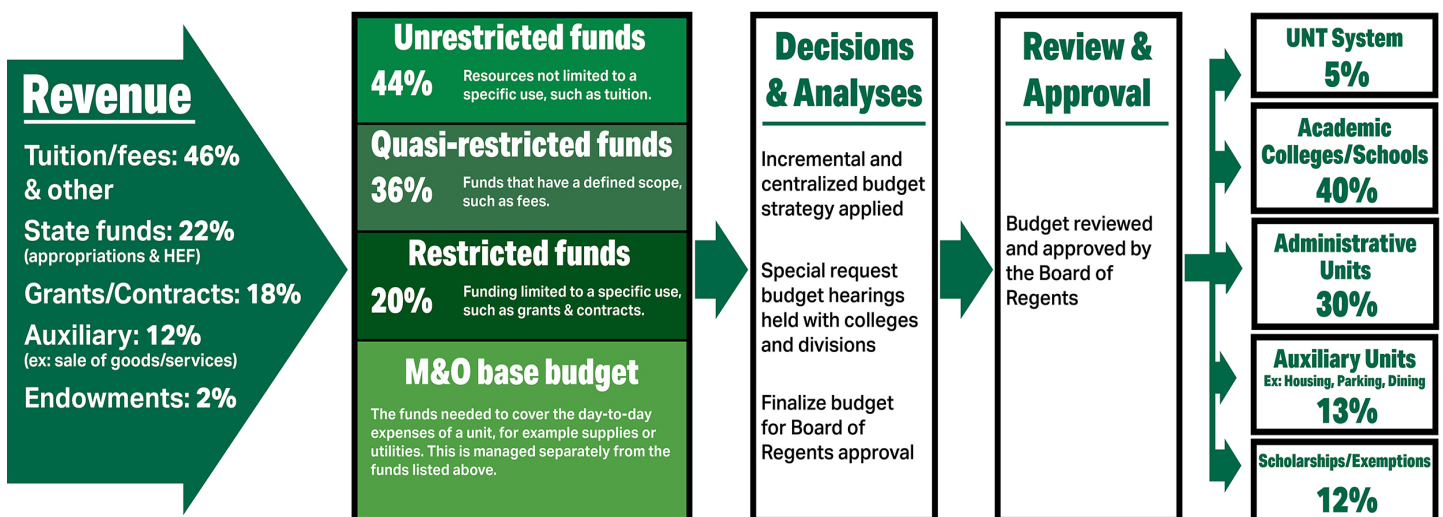 Revenue
Tuition/fees: 46%
& other
State funds: 22%
(appropriations & HEF)
Grants/Contracts: 18%
Auxiliary: 12%
(ex: sale of goods/services)
Endowments: 2%
Unrestricted funds
44%
Resources not limited to a
specific use, such as tuition.
Quasi-restricted funds
36%
Funds that have a defined scope,
such as fees.
Restricted funds
20%
Funding limited to a specific use,
such as grants & contracts.
M&O base budget
The funds needed to cover the day-to-day
expenses of a unit, for example supplies or
utilities. This is managed separately from the
funds listed above.
Decisions
& Analyses
Incremental and
centralized budget
strategy applied
Special request
budget hearings
held with colleges
and divisions
Finalize budget
for Board of
Regents approval
Review &
Approval
Budget reviewed
and approved by
the Board of
Regents
UNT System
5%
Academic
Colleges/Schools
40%
Administrative
Units
30%
Auxiliary Units
Ex: Housing, Parking, Dining
13%
Scholarships/Exemptions
12%